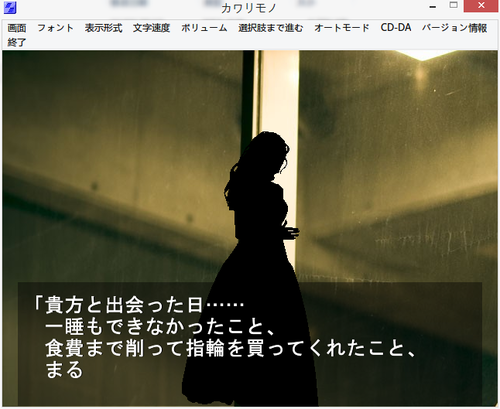 カワリモノ
画面 フォント 表示形式 文字速度 ボリューム 選択肢まで進む オートモード CD-DA バージョン情報
終了
「貴方と出会った日……
一睡もできなかったこと、
食費まで削って指輪を買ってくれたこと、
まる